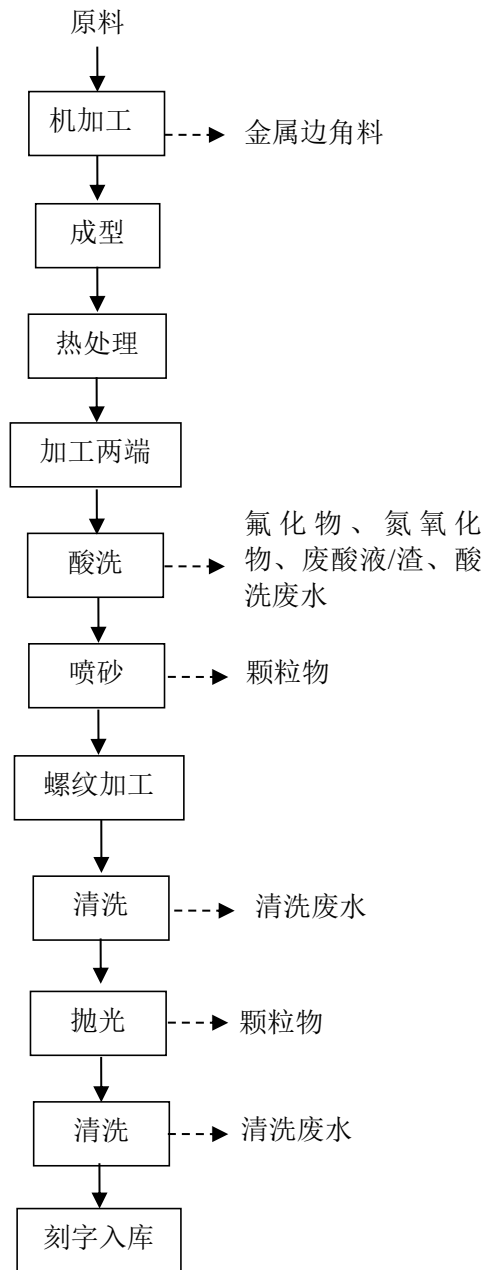 原料
机加工
金属边角料
成型
热处理
加工两端
氟化物、氮氧化
物、废酸液/渣、酸
洗废水
酸洗
喷砂
颗粒物
螺纹加工
清洗
清洗废水
抛光
颗粒物
清洗
清洗废水
刻字入库